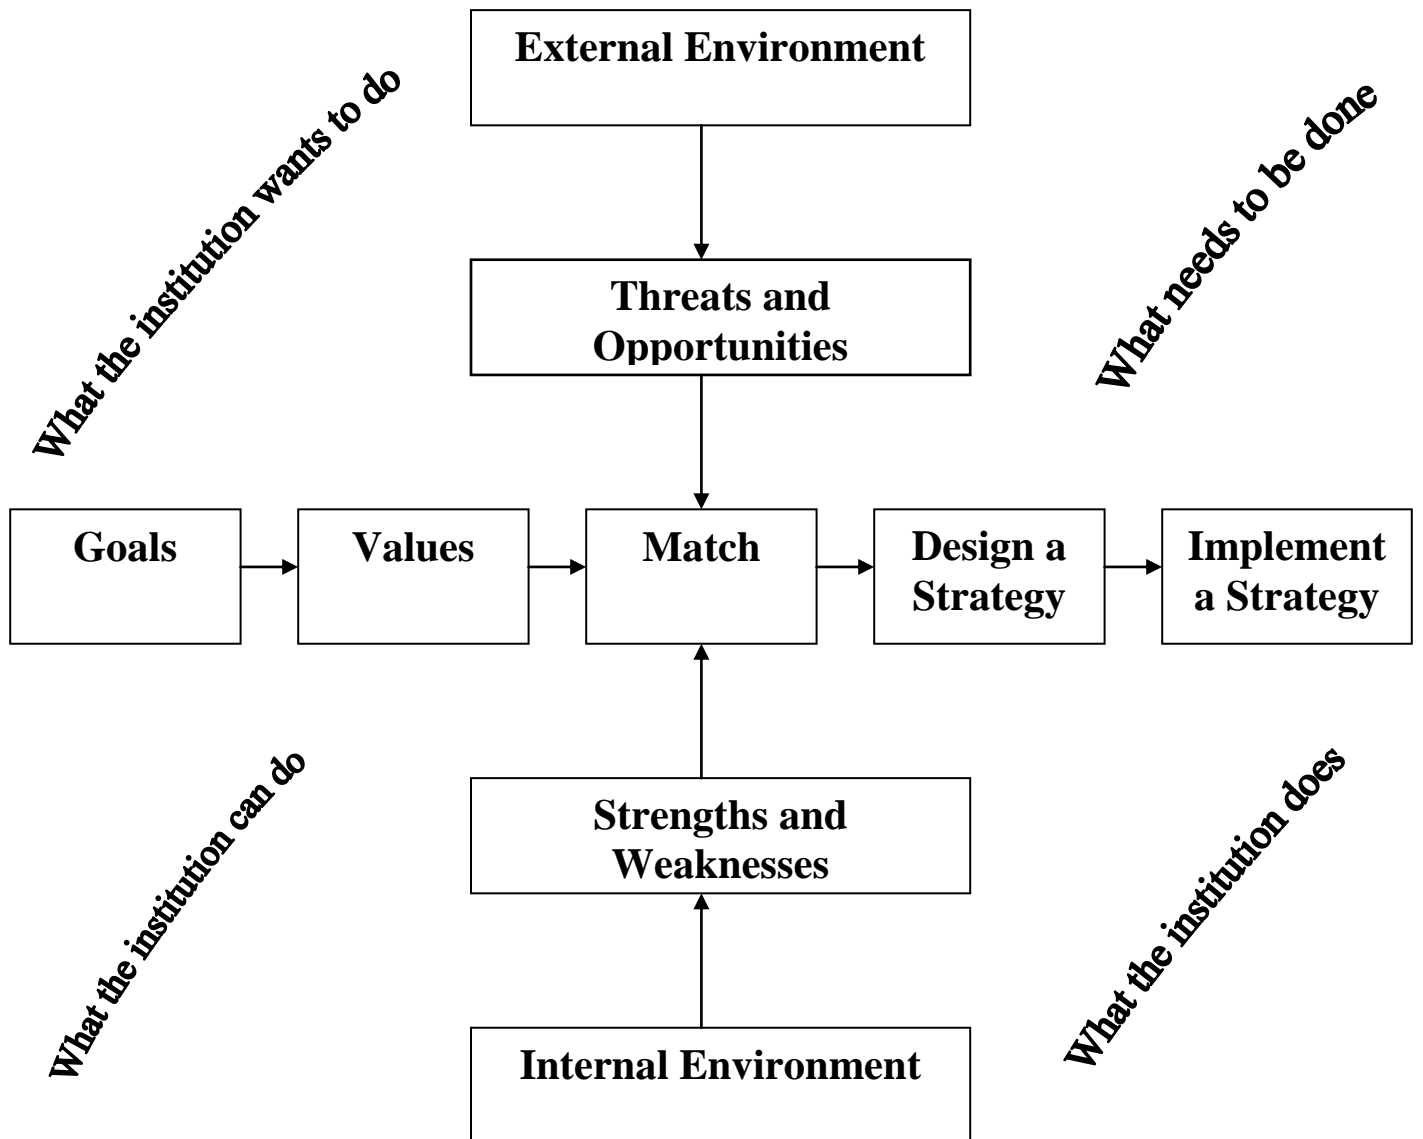 External Environment
What the institution wants to do
What needs to be done
Threats and
Opportunities
Goals
Values
Match
Design a
Strategy
Implement
a Strategy
What the institution can do
Strengths and
Weaknesses
What the institution does
Internal Environment